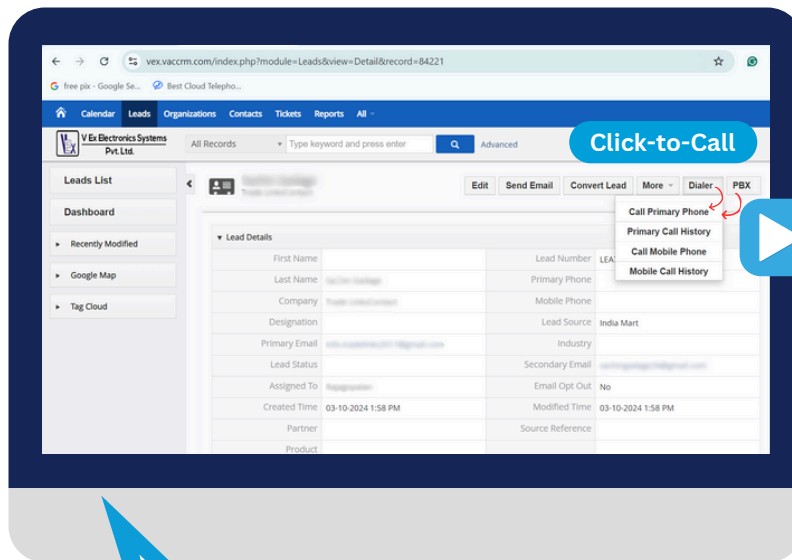 vex.vaccrm.com/index.php?module=Leads&view=Detail&record=84221
free pix - Google Se... Best Cloud Telepho...
Calendar Leads Organizations Contacts Tickets Reports All
V Ex Electronics Systems
Pvt.Ltd.
VEX
All Records Type keyword and press enter Advanced
Click-to-Call
Leads List
Dashboard
Recently Modified
Google Map
Tag Cloud
Edit Send Email Convert Lead More Dialer PBX
Call Primary Phone
Primary Call History
Call Mobile Phone
Mobile Call History
Lead Details
First Name Lead Number LEA
Last Name Primary Phone
Company Mobile Phone
Designation Lead Source India Mart
Primary Email Industry
Lead Status Secondary Email
Assigned To Email Opt Out No
Created Time 03-10-2024 1:58 PM Modified Time 03-10-2024 1:58 PM
Partner Source Reference
Product